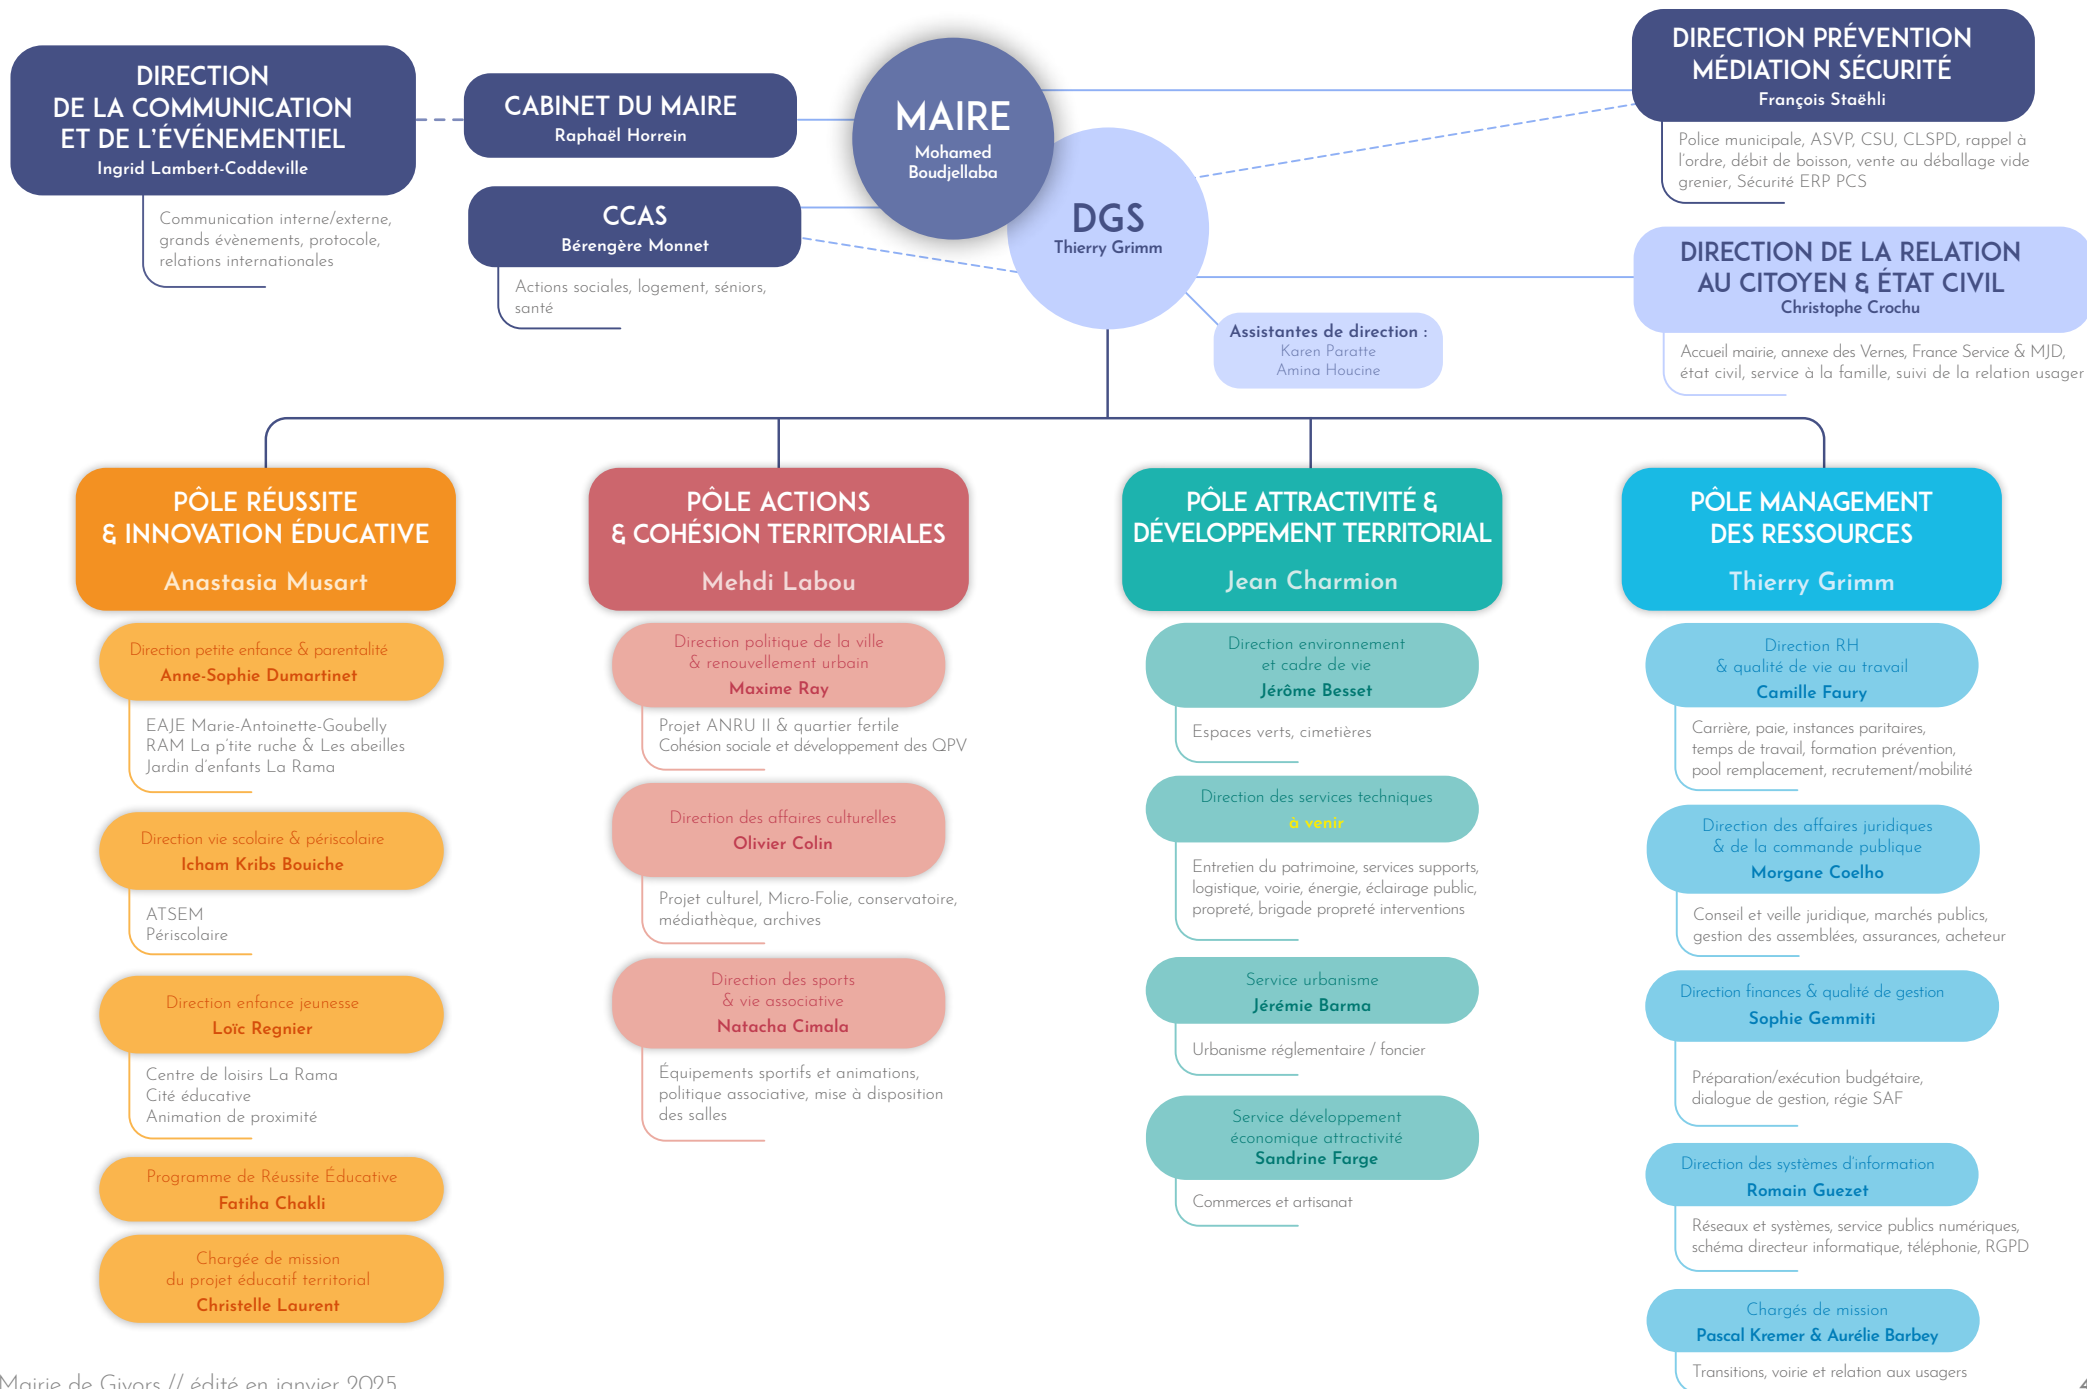 DIRECTION
DE LA COMMUNICATION
ET DE L'ÉVÉNEMENTIEL
Ingrid Lambert-Coddeville
Communication interne/externe,
grands évènements, protocole,
relations internationales
CABINET DU MAIRE
Raphaël Horrein
CCAS
Bérengère Monnet
Actions sociales, logement, séniors,
santé
MAIRE
Mohamed
Boudjellaba
DGS
Thierry Grimm
Assistantes de direction :
Karen Paratte
Amina Houcine
DIRECTION PRÉVENTION
MÉDIATION SÉCURITÉ
François Staëhli
Police municipale, ASVP, CSU, CLSPD, rappel à
l'ordre, débit de boisson, vente au déballage vide
grenier, Sécurité ERP PCS
DIRECTION DE LA RELATION
AU CITOYEN & ÉTAT CIVIL
Christophe Crochu
Accueil mairie, annexe des Vernes, France Service & MJD,
état civil, service à la famille, suivi de la relation usager
PÔLE RÉUSSITE
& INNOVATION ÉDUCATIVE
Anastasia Musart
Direction petite enfance & parentalité
Anne-Sophie Dumartinet
EAJE Marie-Antoinette-Goubelly
RAM La p'tite ruche & Les abeilles
Jardin d'enfants La Rama
Direction vie scolaire & périscolaire
Icham Kribs Bouiche
ATSEM
Périscolaire
Direction enfance jeunesse
Loïc Regnier
Centre de loisirs La Rama
Cité éducative
Animation de proximité
Programme de Réussite Éducative
Fatiha Chakli
Chargée de mission
du projet éducatif territorial
Christelle Laurent
PÔLE ACTIONS
& COHÉSION TERRITORIALES
Mehdi Labou
Direction politique de la ville
& renouvellement urbain
Maxime Ray
Projet ANRU II & quartier fertile
Cohésion sociale et développement des QPV
Direction des affaires culturelles
Olivier Colin
Projet culturel, Micro-Folie, conservatoire,
médiathèque, archives
Direction des sports
& vie associative
Natacha Cimala
Équipements sportifs et animations,
politique associative, mise à disposition
des salles
PÔLE ATTRACTIVITÉ &
DÉVELOPPEMENT TERRITORIAL
Jean Charmion
Direction environnement
et cadre de vie
Jérôme Besset
Espaces verts, cimetières
Direction des services techniques
à venir
Entretien du patrimoine, services supports,
logistique, voirie, énergie, éclairage public,
propreté, brigade propreté interventions
Service urbanisme
Jérémie Barma
Urbanisme réglementaire / foncier
Service développement
économique attractivité
Sandrine Farge
Commerces et artisanat
PÔLE MANAGEMENT
DES RESSOURCES
Thierry Grimm
Direction RH
& qualité de vie au travail
Camille Faury
Carrière, paie, instances paritaires,
temps de travail, formation prévention,
pool remplacement, recrutement/mobilité
Direction des affaires juridiques
& de la commande publique
Morgane Coelho
Conseil et veille juridique, marchés publics,
gestion des assemblées, assurances, acheteur
Direction finances & qualité de gestion
Sophie Gemmiti
Préparation/exécution budgétaire,
dialogue de gestion, régie SAF
Direction des systèmes d'information
Romain Guezet
Réseaux et systèmes, service publics numériques,
schéma directeur informatique, téléphonie, RGPD
Chargés de mission
Pascal Kremer & Aurélie Barbey
Transitions, voirie et relation aux usagers
Mairie de Givors // édité en janvier 2025